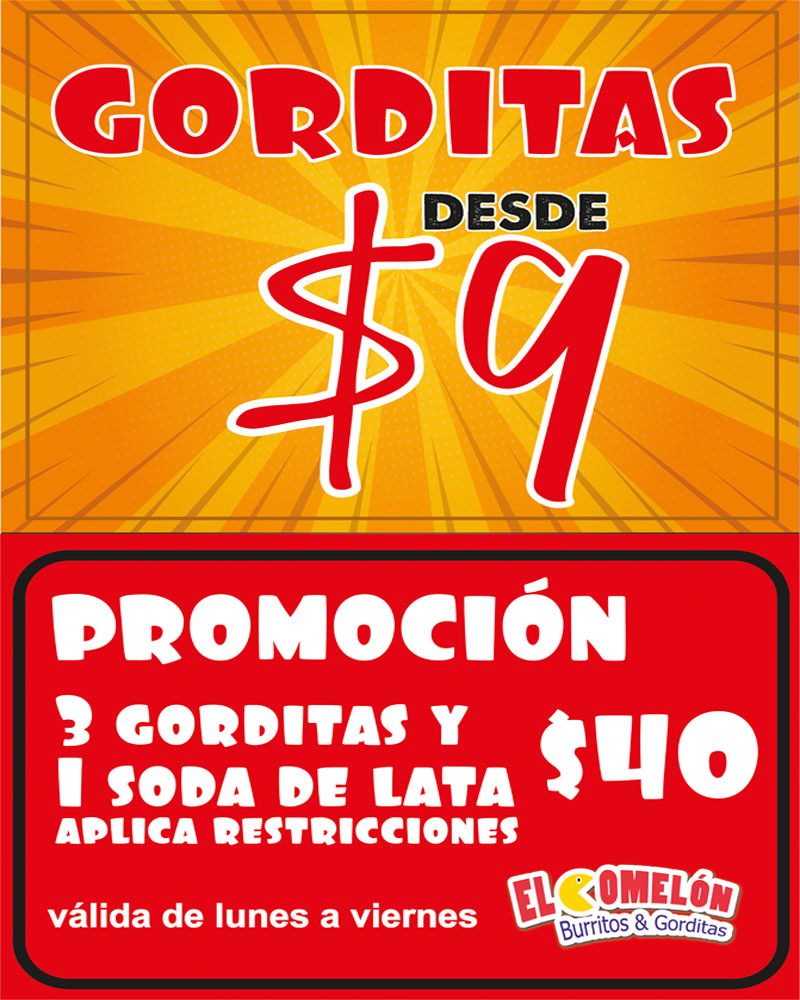 GORDITAS
DESDE
$9
PROMOCIÓN
3 GORDITAS Y
1 SODA DE LATA
$40
APLICA RESTRICCIONES
válida de lunes a viernes
EL COMELÓN
Burritos & Gorditas